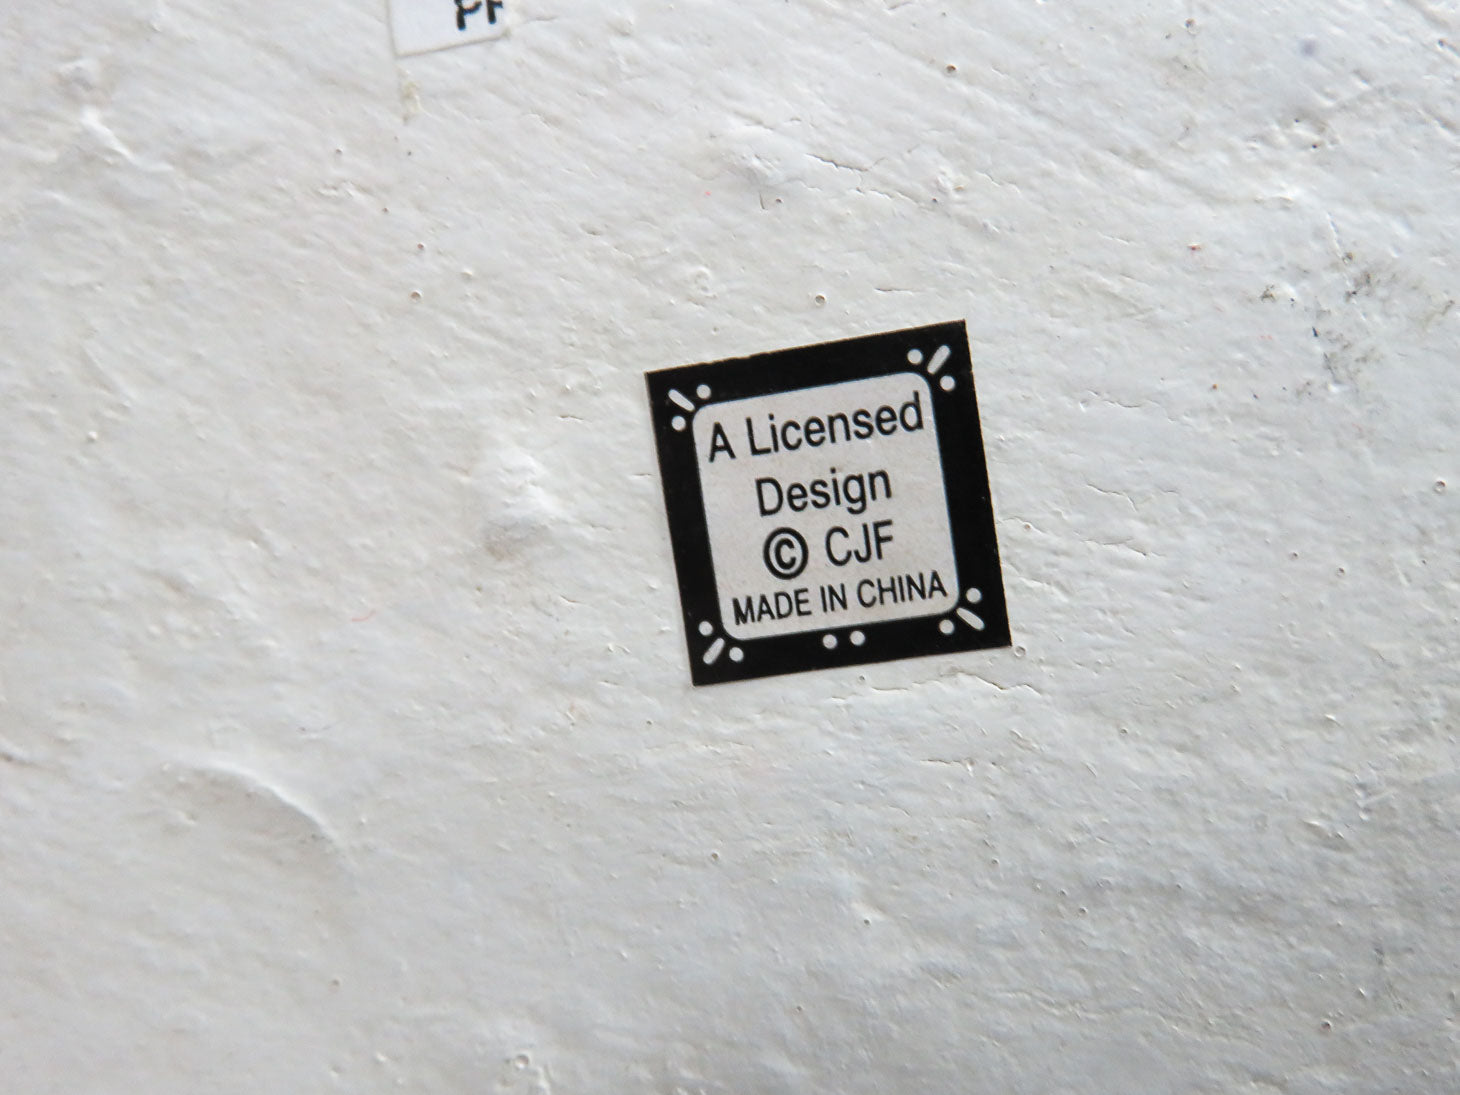 A Licensed
Design
© CJF
MADE IN CHINA